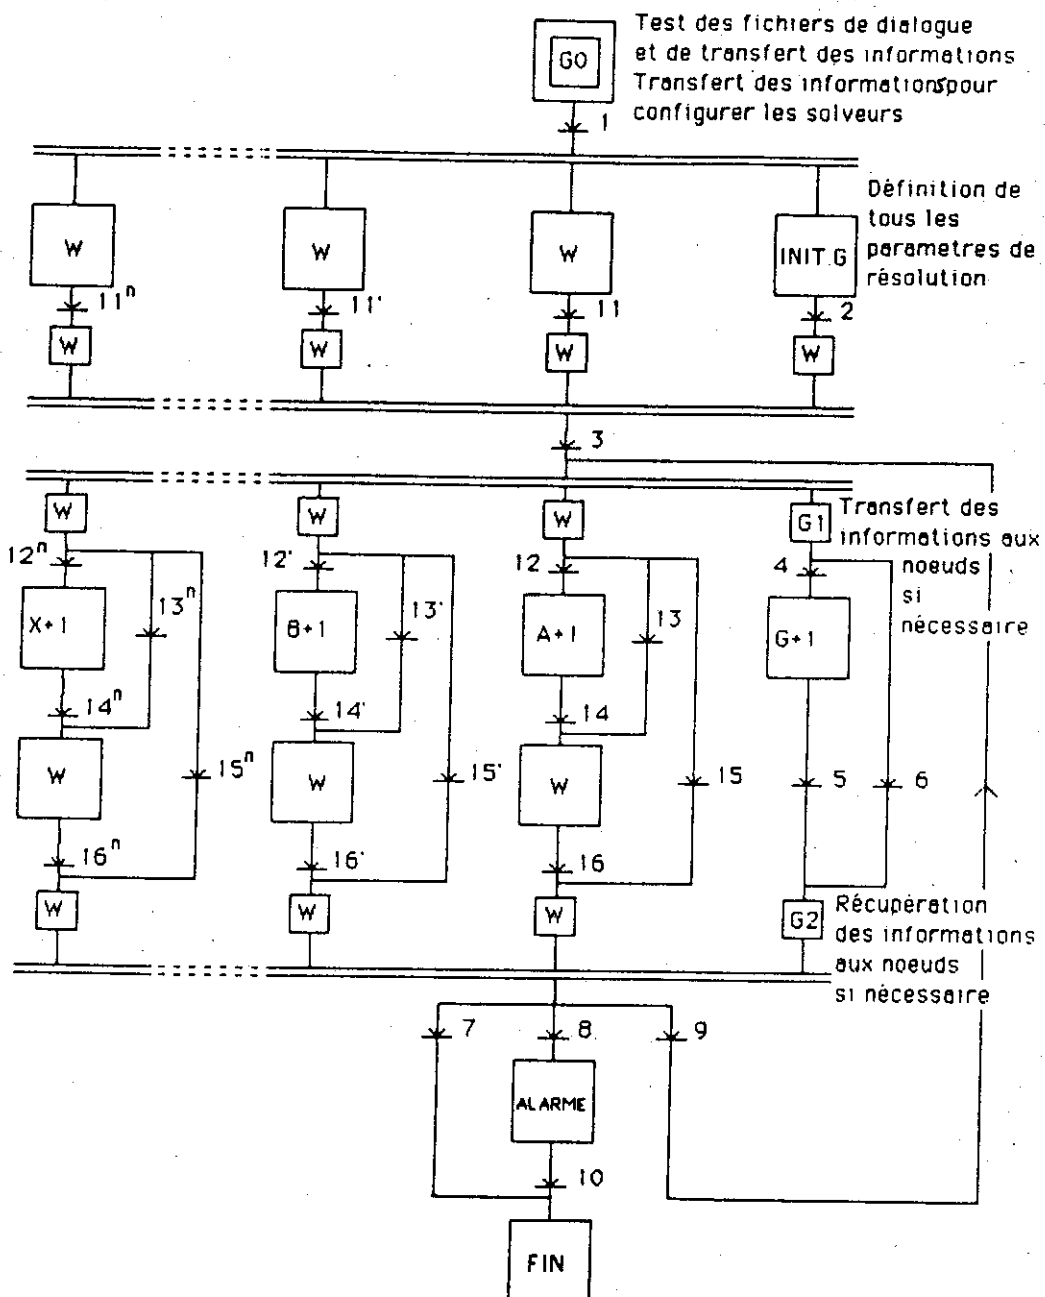 Test des fichiers de dialogue
et de transfert des informations
Transfert des informations pour
configurer les solveurs
GO
1
Définition de
tous les
parametres de
résolution
W
W
W
INIT.G
11ⁿ
11'
11
2
W
W
W
W
3
W
W
W
G1
Transfert des
informations aux
noeuds
si
nécessaire
12ⁿ
12'
12
4
X+1
13ⁿ
B+1
13'
A+1
13
G+1
14ⁿ
14'
14
W
15ⁿ
W
15'
W
15
5
6
16ⁿ
16'
16
W
W
W
G2
Récupération
des informations
aux noeuds
si nécessaire
7
8
9
ALARME
10
FIN